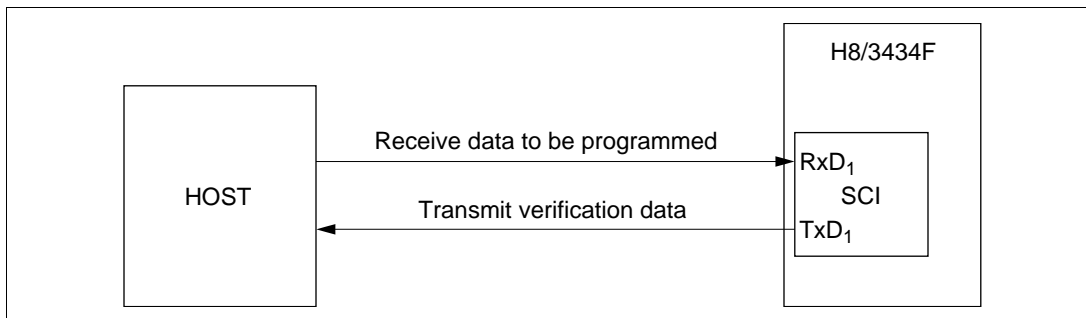 H8/3434F
Receive data to be programmed
RxD₁
HOST
SCI
Transmit verification data
TxD₁